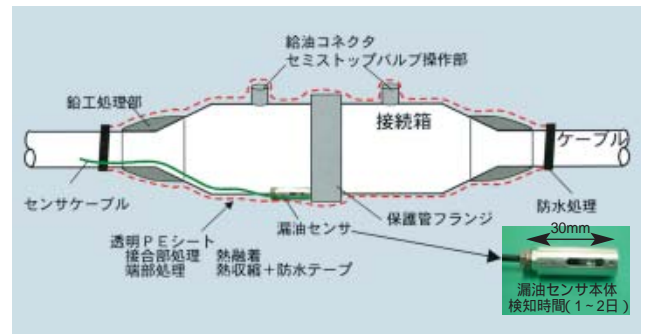 給油コネクタ
セミストップバルブ操作部
鉛工処理部
接続箱
ケーブル
センサケーブル
防水処理
保護管フランジ
漏油センサ
透明PEシート
接合部処理 熱融着
端部処理 熱収縮+防水テープ
30mm
漏油センサ本体
検知時間(1~2日)